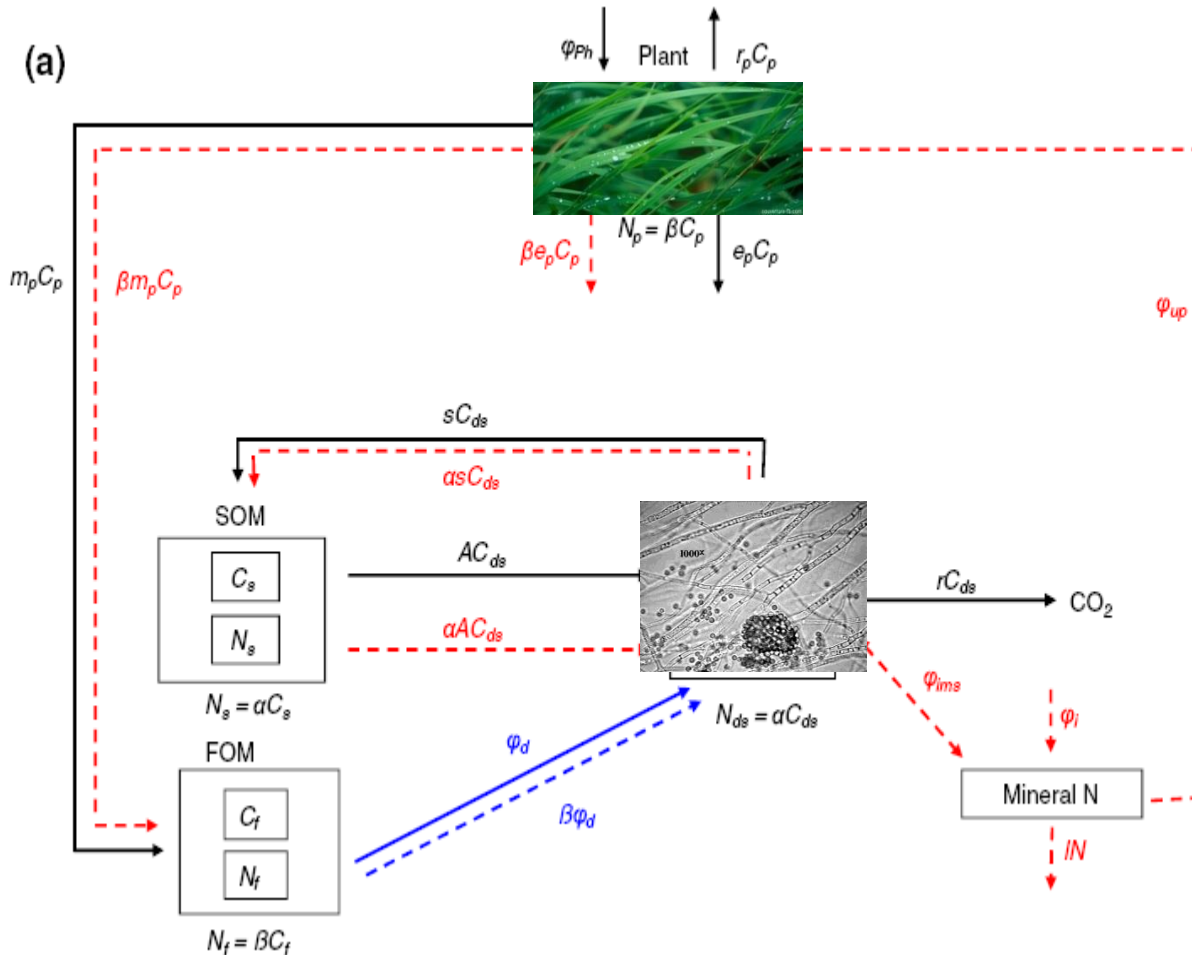 (a)
φPh
Plant
rpCp
Np = βCp
βepCp
epCp
mpCp
βmpCp
φup
sCds
αsCds
SOM
Cs
Ns
Ns = αCs
ACds
αACds
1000x
rCds
CO2
φims
Nds = αCds
φi
FOM
Cf
Nf
Nf = βCf
φd
βφd
Mineral N
lN